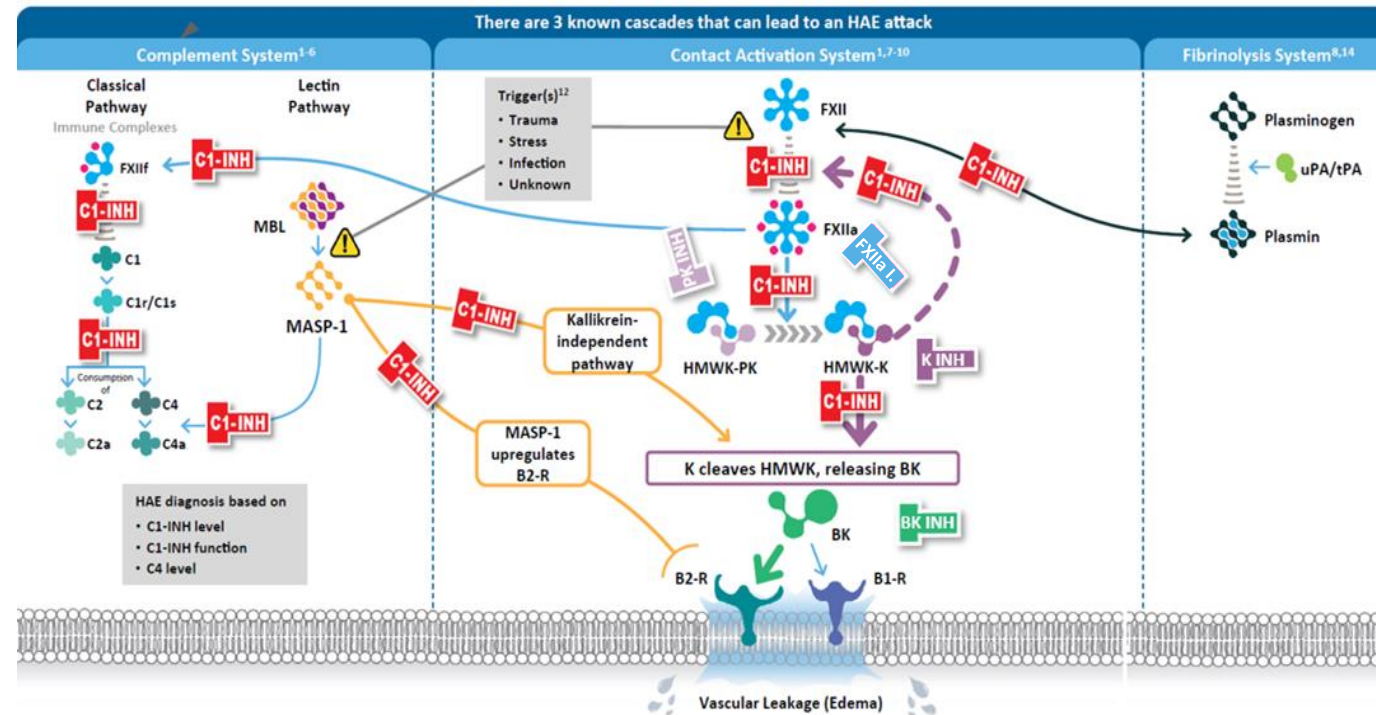 There are 3 known cascades that can lead to an HAE attack
Complement System1-6
Contact Activation System1,7-10
Fibrinolysis System8,14
Classical
Pathway
Immune Complexes
Lectin
Pathway
FXIIf
C1-INH
C1-INH
C1
C1r/C1s
C1-INH
Consumption
of
C2
C4
C2a
C4a
C1-INH
MBL
MASP-1
HAE diagnosis based on
• C1-INH level
• C1-INH function
• C4 level
Trigger(s)12
• Trauma
• Stress
• Infection
• Unknown
FXII
C1-INH
C1-INH
C1-INH
FXIIa
PK INH
FXIIa I.
C1-INH
C1-INH
Kallikrein-
independent
pathway
HMWK-PK
HMWK-K
K INH
C1-INH
C1-INH
MASP-1
upregulates
B2-R
K cleaves HMWK, releasing BK
BK
BK INH
B2-R
B1-R
Vascular Leakage (Edema)
Plasminogen
uPA/tPA
Plasmin